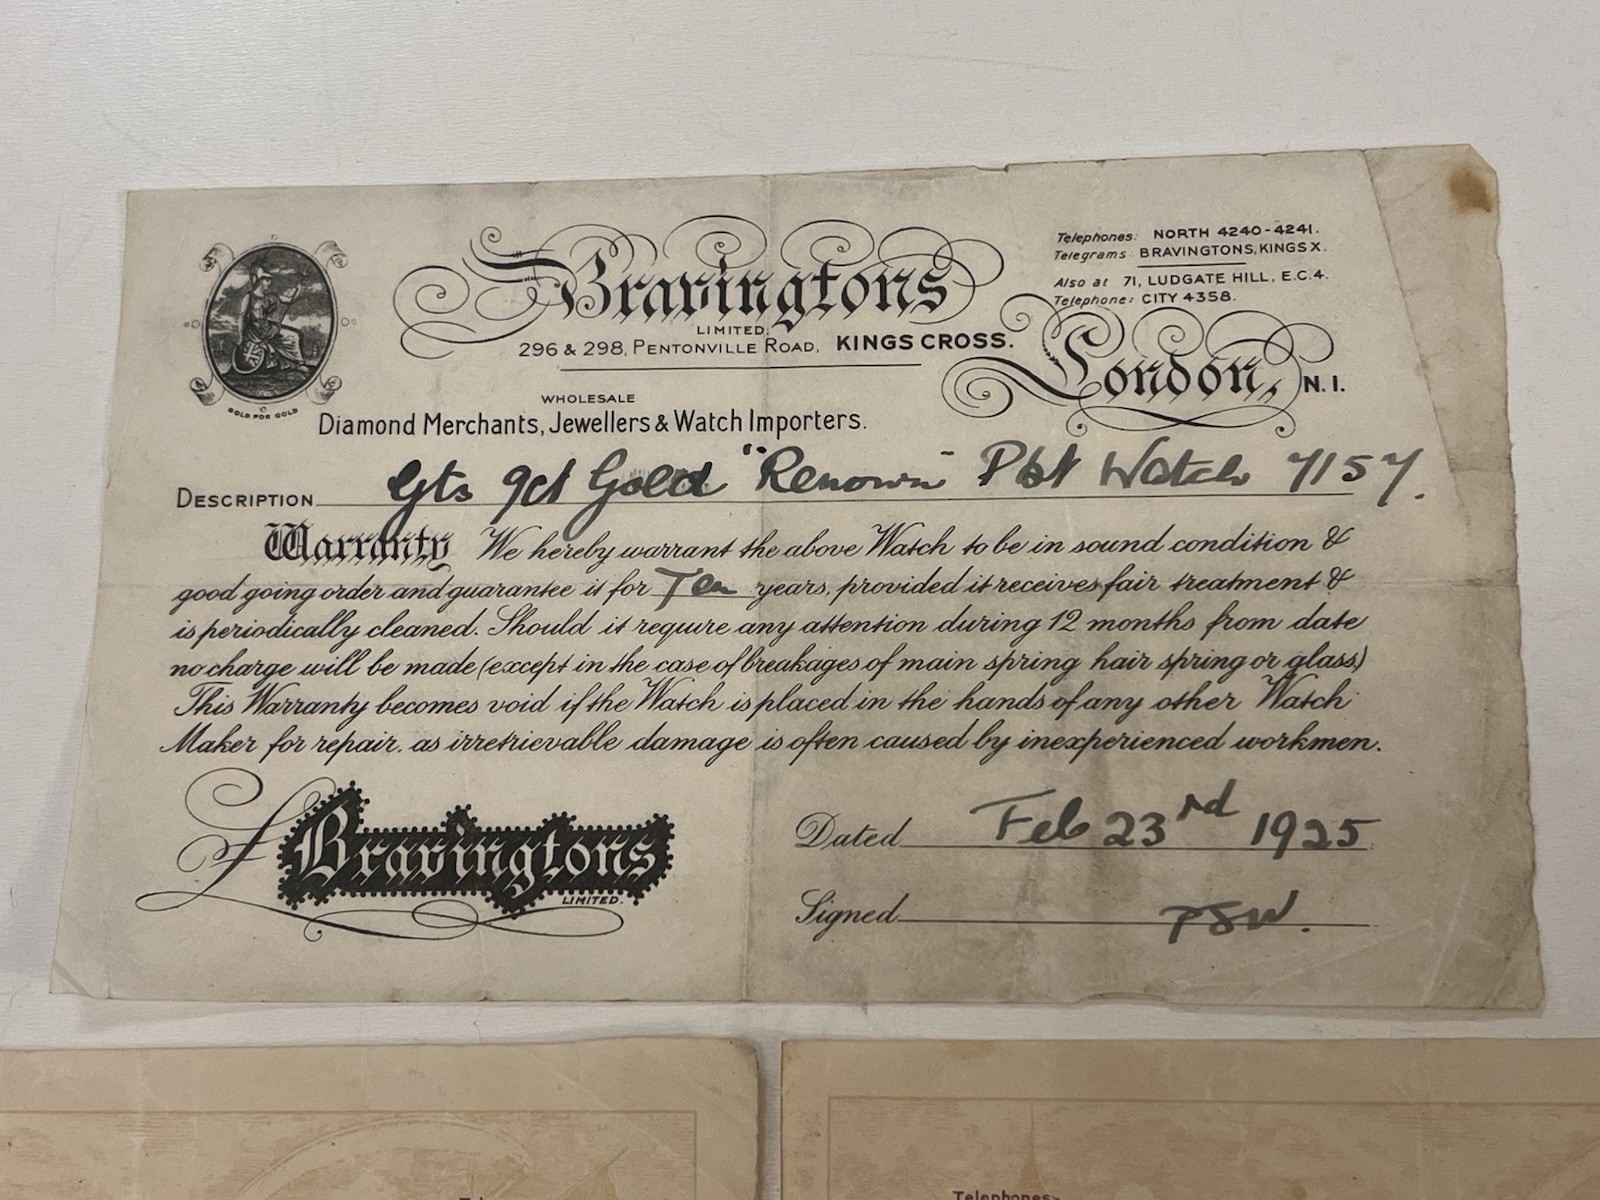 Bravingtons
LIMITED.
296 & 298, PENTONVILLE ROAD, KINGS CROSS.
Telephones: NORTH 4240-4241.
Telegrams: BRAVINGTONS, KINGS X.
Also at 71, LUDGATE HILL, E.C.4.
Telephone: CITY 4358.
London, N.1.
GOLD FOR GOLD
WHOLESALE
Diamond Merchants, Jewellers & Watch Importers.
DESCRIPTION Gts 9ct Gold "Renown" Pkt Watch 7157.
Warranty We hereby warrant the above Watch to be in sound condition &
good going order and guarantee it for Ten years, provided it receives fair treatment &
is periodically cleaned. Should it require any attention during 12 months from date
no charge will be made (except in the case of breakages of main spring hair spring or glass)
This Warranty becomes void if the Watch is placed in the hands of any other Watch
Maker for repair. as irretrievable damage is often caused by inexperienced workmen.
f Bravingtons
LIMITED.
Dated Feb 23rd 1925
Signed
Telephones-